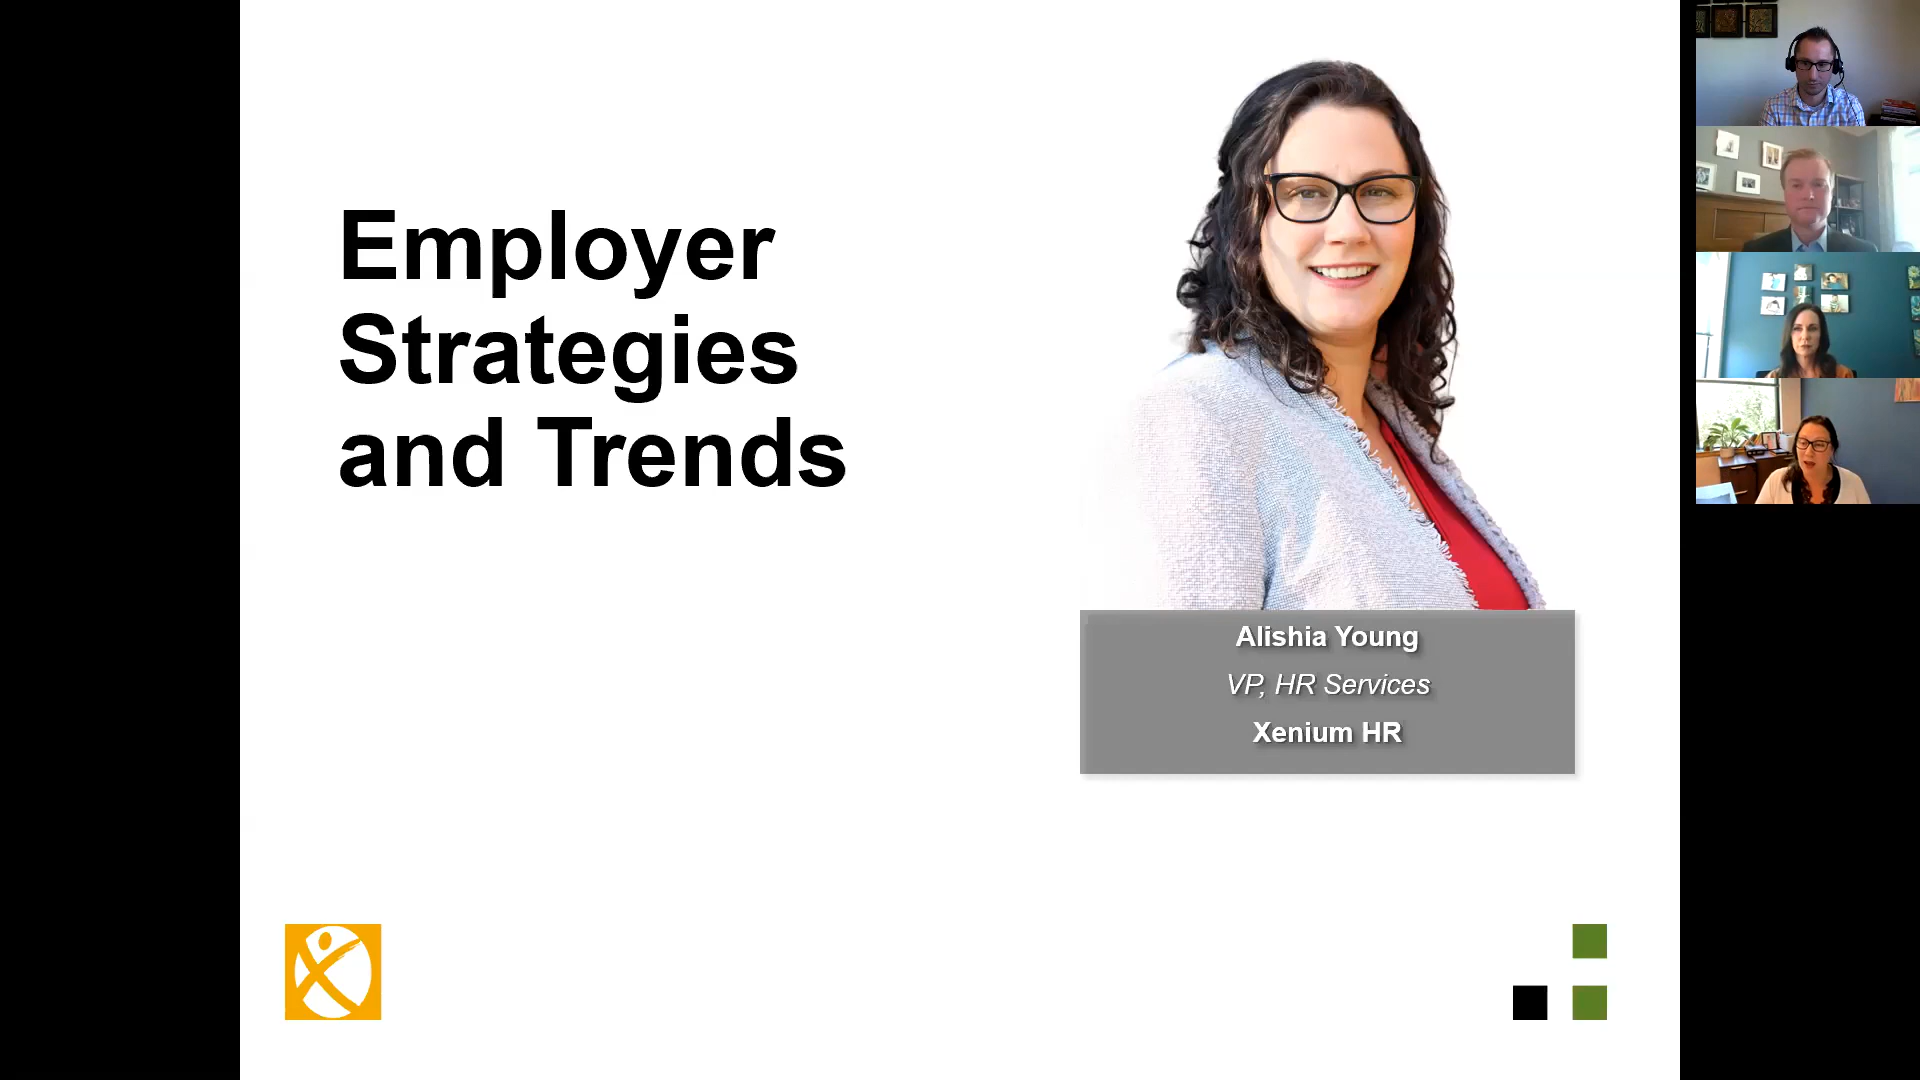 Employer
Strategies
and Trends
Alishia Young
VP, HR Services
Xenium HR